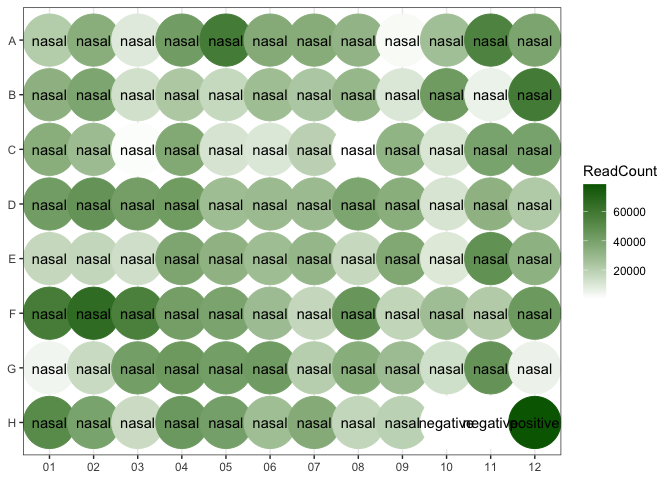 A nasal nasal nasal nasal nasal nasal nasal nasal nasal nasal nasal nasal
B nasal nasal nasal nasal nasal nasal nasal nasal nasal nasal nasal nasal
C nasal nasal nasal nasal nasal nasal nasal nasal nasal nasal nasal nasal
ReadCount
D nasal nasal nasal nasal nasal nasal nasal nasal nasal nasal nasal nasal
60000
40000
E nasal nasal nasal nasal nasal nasal nasal nasal nasal nasal nasal nasal
20000
F nasal nasal nasal nasal nasal nasal nasal nasal nasal nasal nasal nasal
G nasal nasal nasal nasal nasal nasal nasal nasal nasal nasal nasal nasal
H nasal nasal nasal nasal nasal nasal nasal nasal nasal negative negative positive
01 02 03 04 05 06 07 08 09 10 11 12